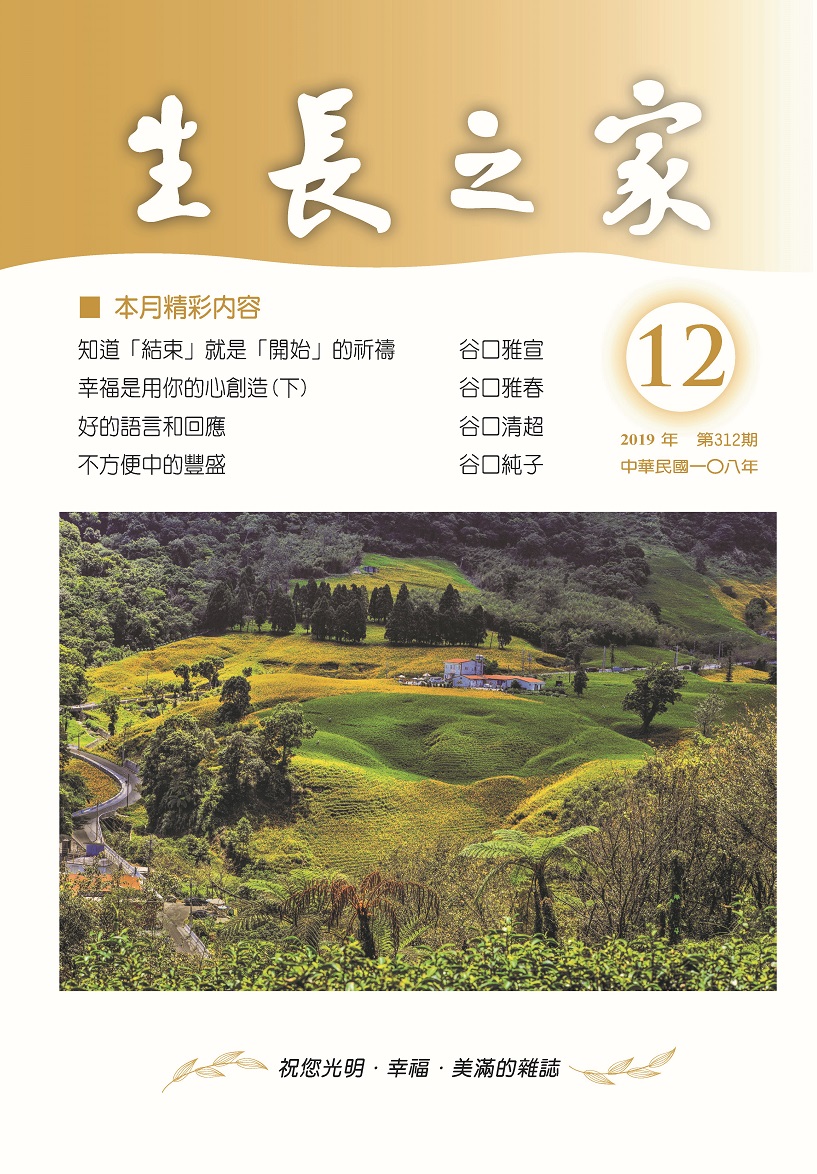 生長之家
■ 本月精彩內容
知道「結束」就是「開始」的祈禱 谷口雅宣
幸福是用你的心創造(下) 谷口雅春
好的語言和回應 谷口清超
不方便中的豐盛 谷口純子
12
2019 年 第312期
中華民國一〇八年
祝您光明‧幸福‧美滿的雜誌